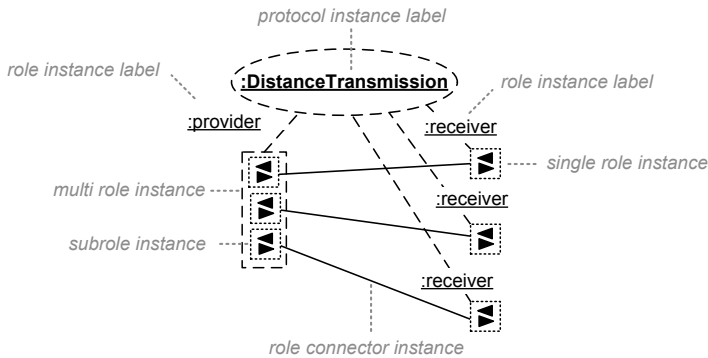 protocol instance label
role instance label
:DistanceTransmission
role instance label
:provider
:receiver
single role instance
multi role instance
:receiver
subrole instance
:receiver
role connector instance